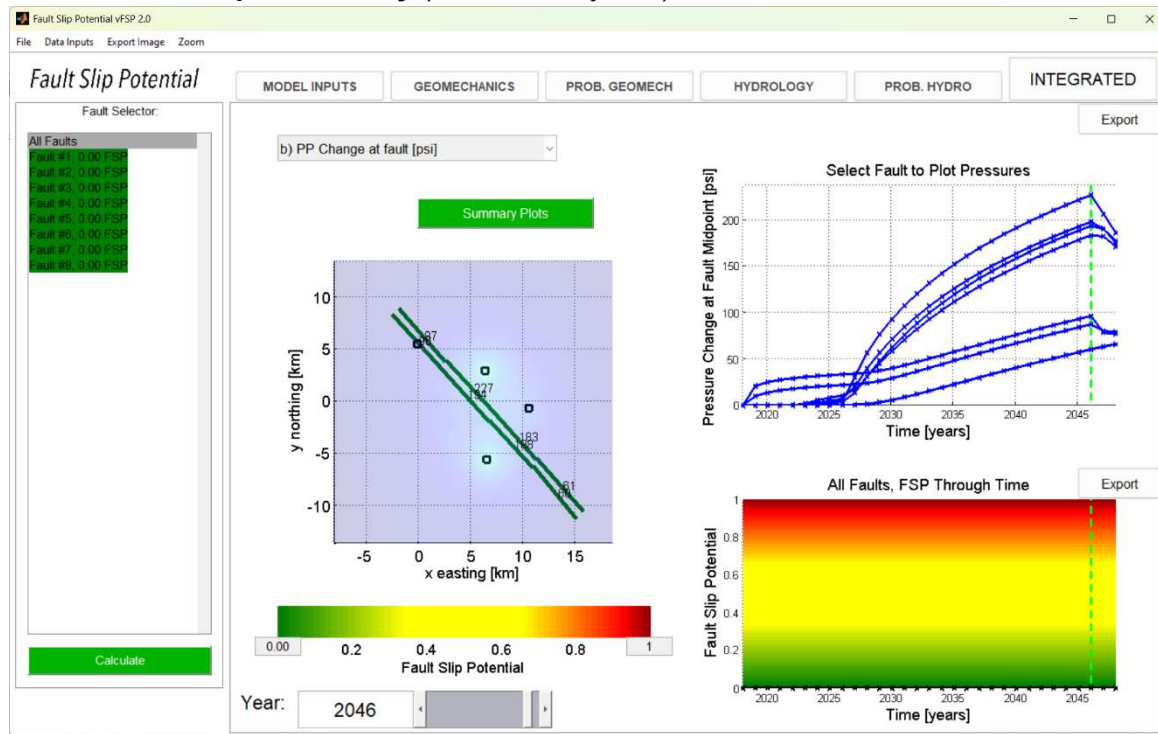 Fault Slip Potential vFSP 2.0
File Data Inputs Export Image Zoom
Fault Slip Potential
MODEL INPUTS GEOMECHANICS PROB. GEOMECH HYDROLOGY PROB. HYDRO INTEGRATED
Fault Selector:
All Faults
Fault #1, 0.00 FSP
Fault #2, 0.00 FSP
Fault #3, 0.00 FSP
Fault #4, 0.00 FSP
Fault #5, 0.00 FSP
Fault #6, 0.00 FSP
Fault #7, 0.00 FSP
Fault #8, 0.00 FSP
Calculate
Export
b) PP Change at fault [psi]
Summary Plots
10
5
0
-5
-10
y northing [km]
227
183
61
-5 0 5 10 15
x easting [km]
0.00 0.2 0.4 0.6 0.8 1
Fault Slip Potential
Year: 2046
Select Fault to Plot Pressures
Pressure Change at Fault Midpoint [psi]
200
150
100
50
0
2020 2025 2030 2035 2040 2045
Time [years]
Export
All Faults, FSP Through Time
Fault Slip Potential
1
0.8
0.6
0.4
0.2
0
2020 2025 2030 2035 2040 2045
Time [years]